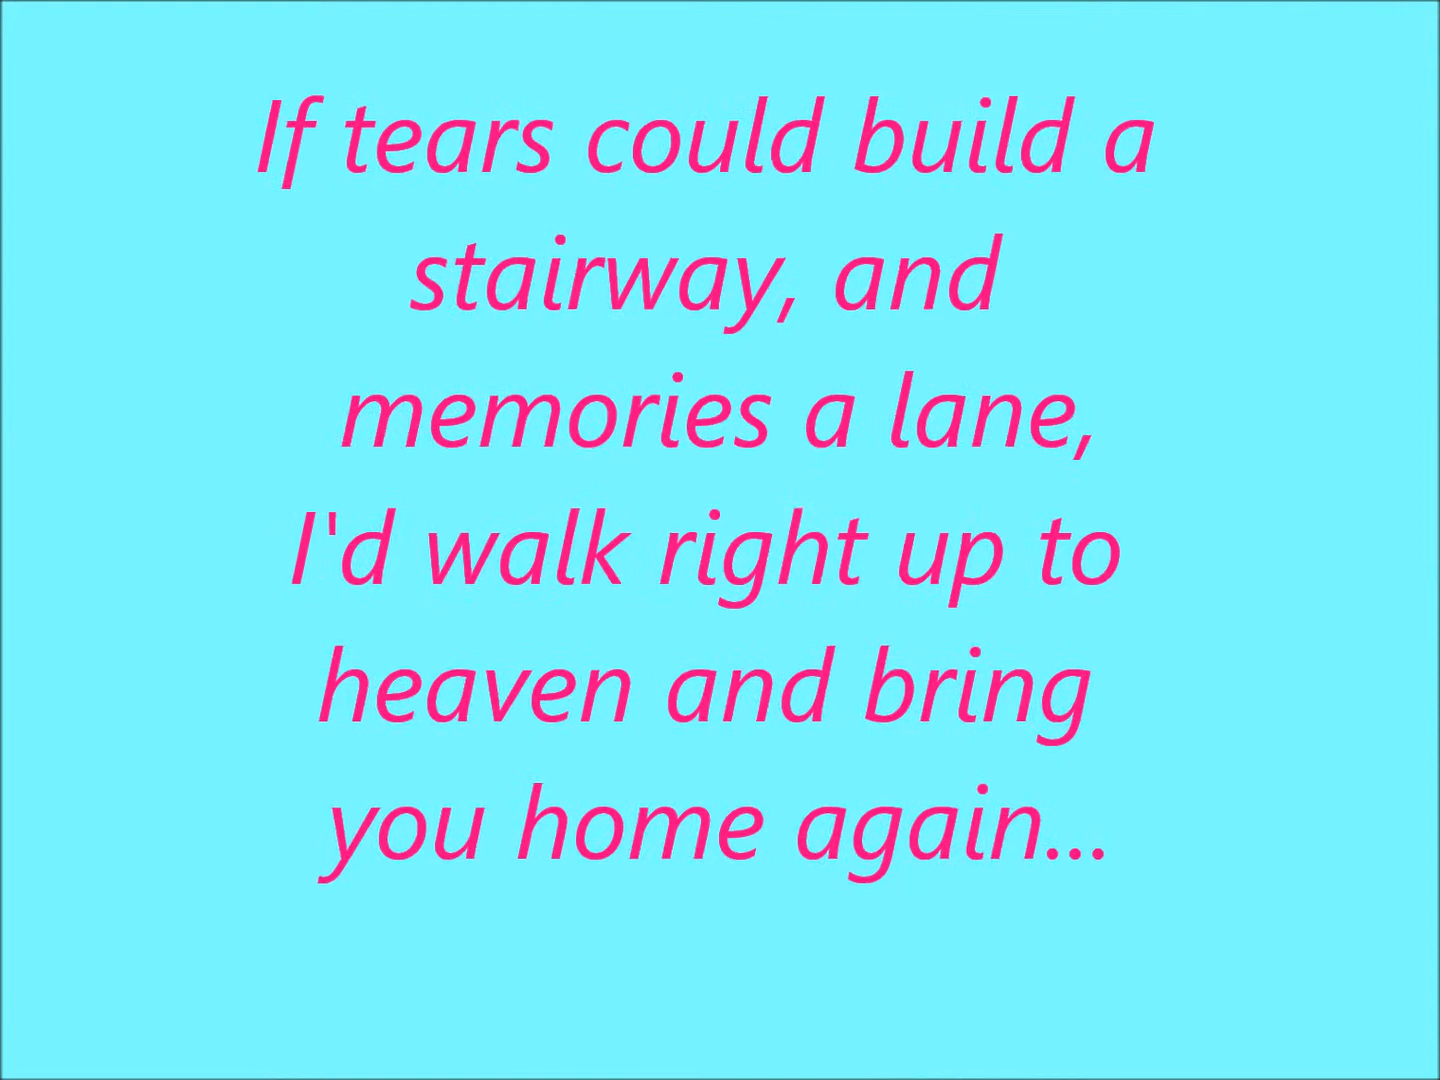 If tears could build a
stairway, and
memories a lane,
I'd walk right up to
heaven and bring
you home again...